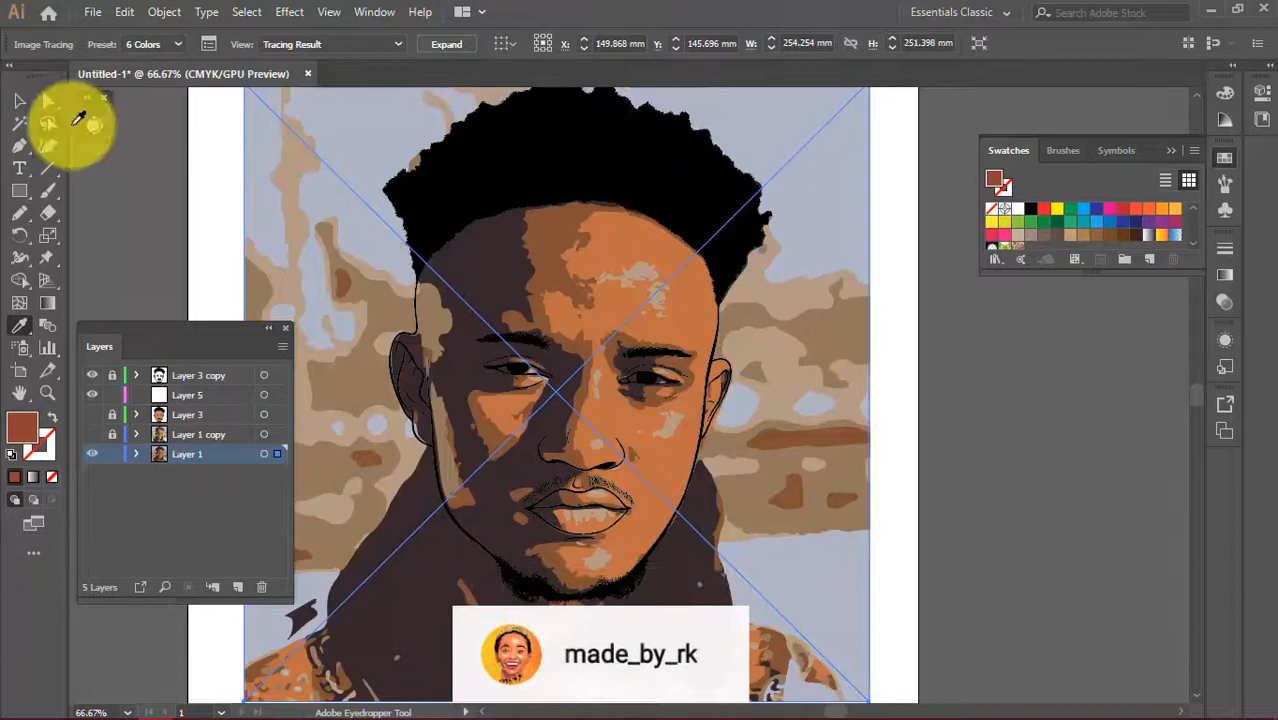 Ai File Edit Object Type Select Effect View Window Help Essentials Classic Search Adobe Stock
Image Tracing Preset: 6 Colors View: Tracing Result Expand X: 149.868 mm Y: 145.696 mm W: 254.254 mm H: 251.398 mm
Untitled-1* @ 66.67% (CMYK/GPU Preview)
Swatches Brushes Symbols
Layers
Layer 3 copy
Layer 5
Layer 3
Layer 1 copy
Layer 1
5 Layers
made_by_rk
66.67% 1 Adobe Eyedropper Tool